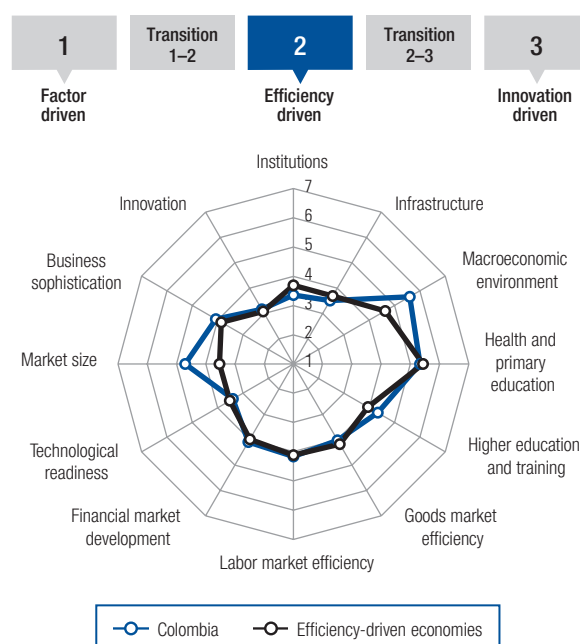 1
Transition
1–2
2
Transition
2–3
3
Factor
driven
Efficiency
driven
Innovation
driven
Institutions
7
6
5
4
3
2
1
Infrastructure
Macroeconomic
environment
Health and
primary
education
Higher education
and training
Goods market
efficiency
Labor market efficiency
Financial market
development
Technological
readiness
Market size
Business
sophistication
Innovation
Colombia
Efficiency-driven economies